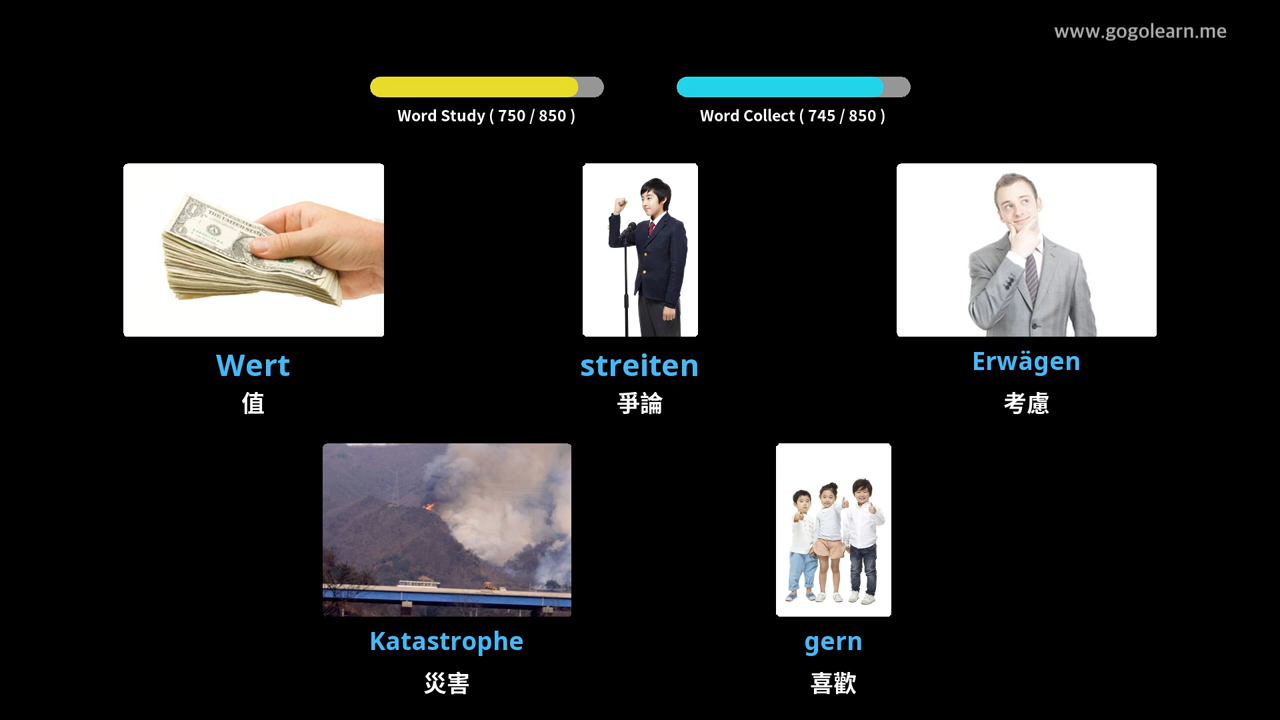 www.gogolearn.me
Word Study ( 750 / 850 )
Word Collect ( 745 / 850 )
Wert
值
streiten
爭論
Erwägen
考慮
Katastrophe
災害
gern
喜歡